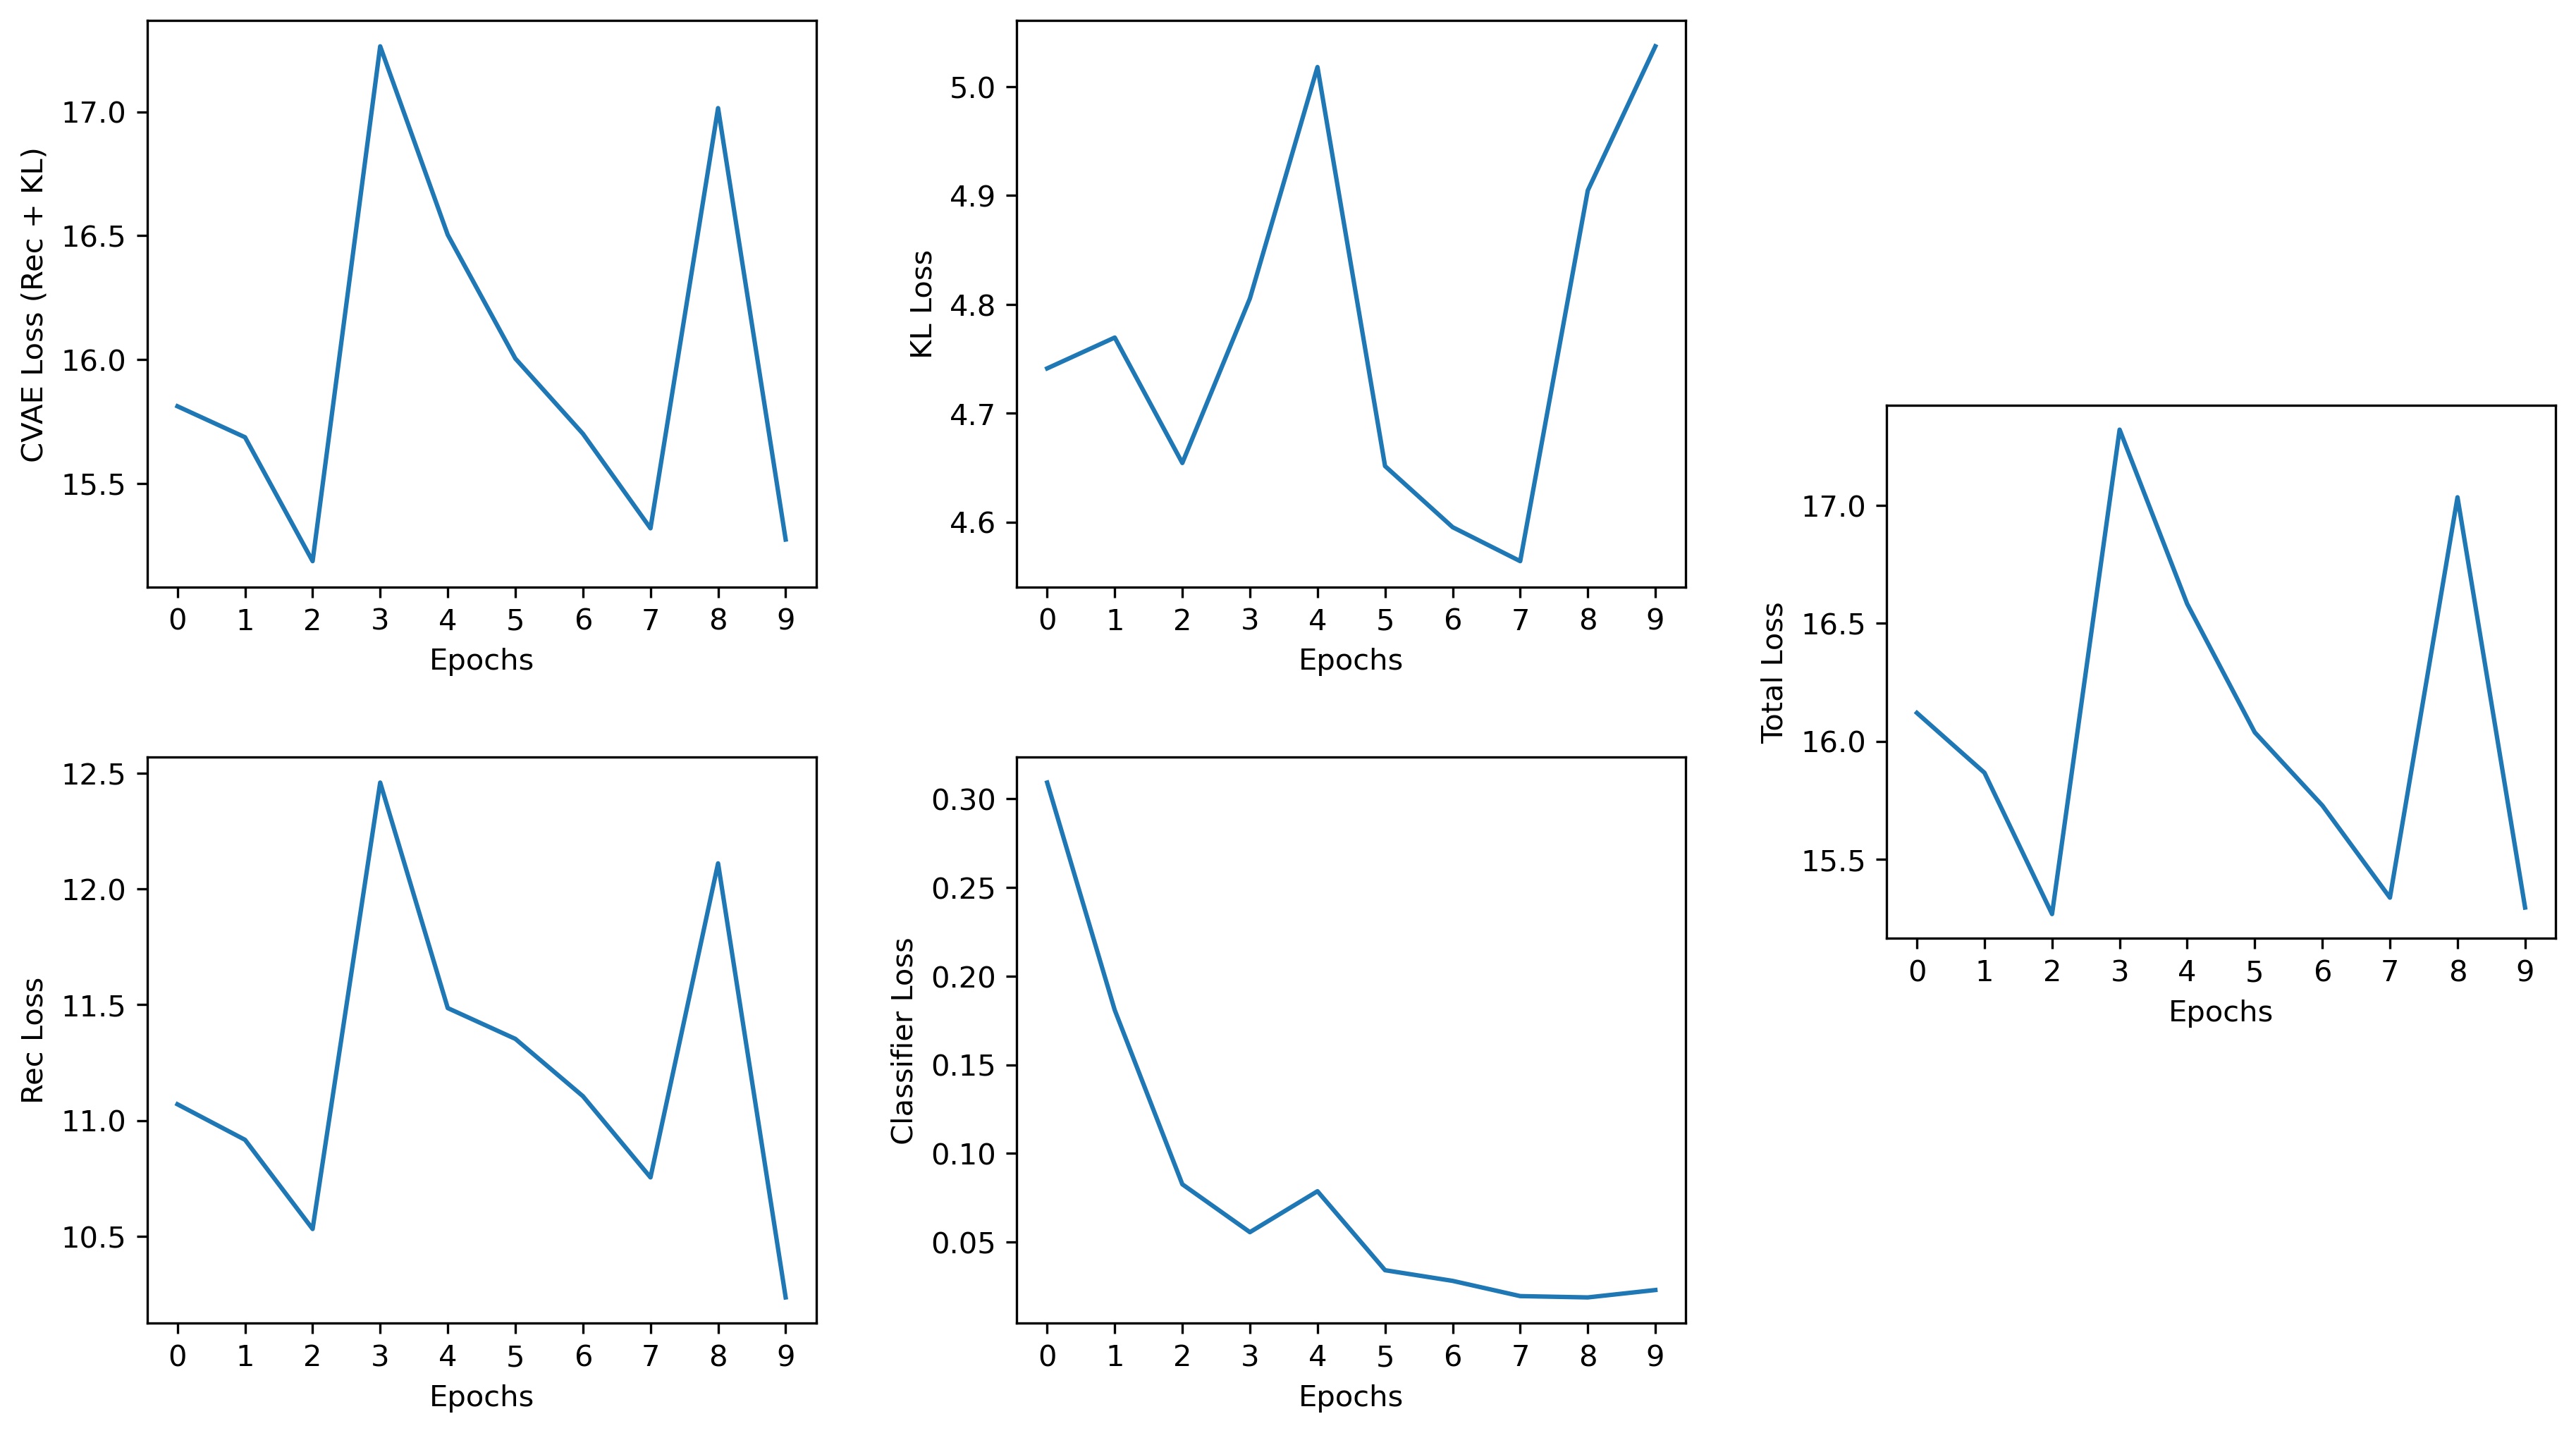 CVAE Loss (Rec + KL)
17.0
16.5
16.0
15.5
0 1 2 3 4 5 6 7 8 9
Epochs
KL Loss
5.0
4.9
4.8
4.7
4.6
0 1 2 3 4 5 6 7 8 9
Epochs
Rec Loss
12.5
12.0
11.5
11.0
10.5
0 1 2 3 4 5 6 7 8 9
Epochs
Classifier Loss
0.30
0.25
0.20
0.15
0.10
0.05
0 1 2 3 4 5 6 7 8 9
Epochs
Total Loss
17.0
16.5
16.0
15.5
0 1 2 3 4 5 6 7 8 9
Epochs